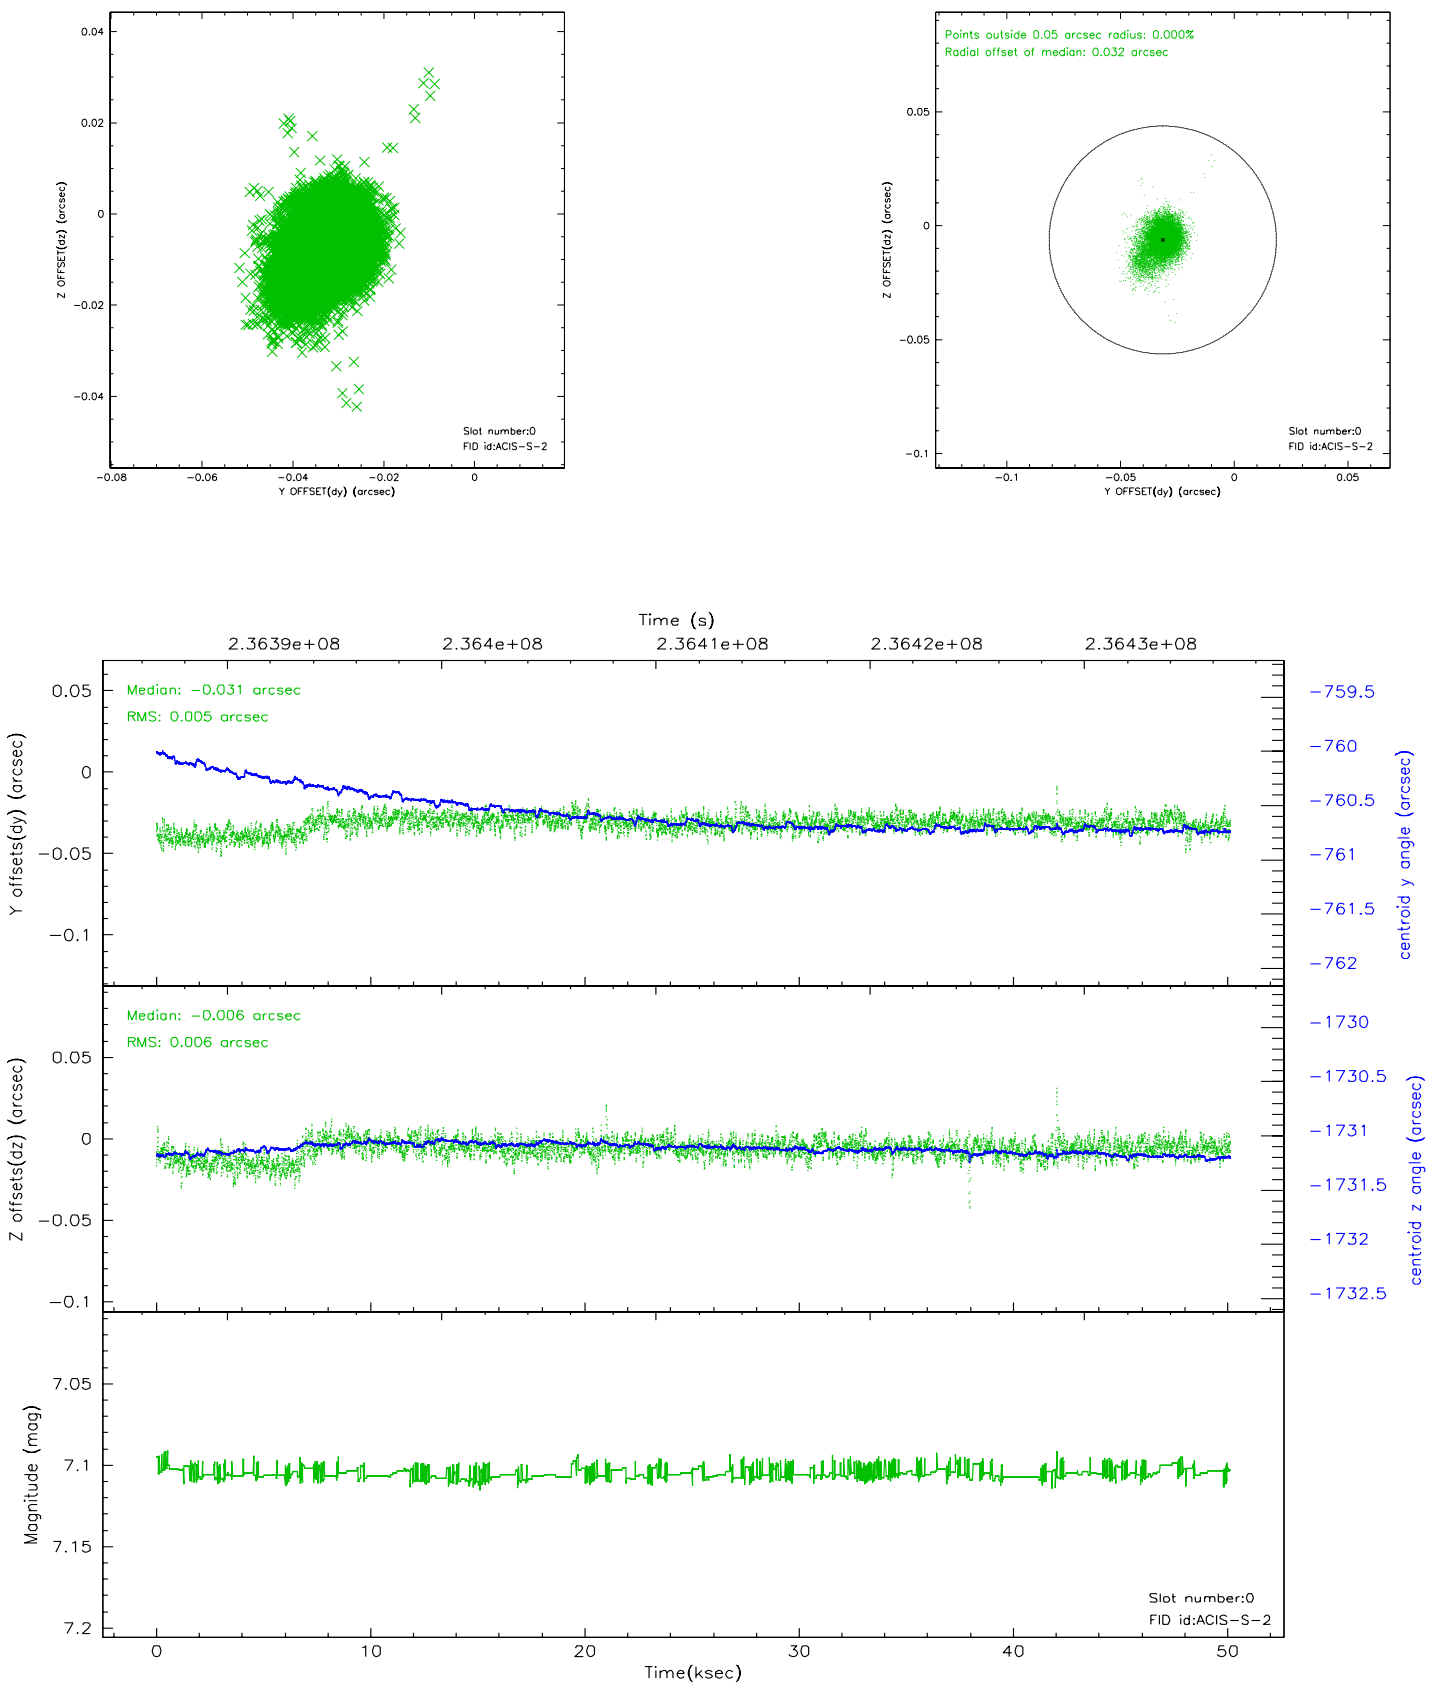 0.04
0.02
0
−0.02
−0.04
Z OFFSET(dz) (arcsec)
Slot number:0
FID id:ACIS−S−2
−0.08
−0.06
−0.04
−0.02
0
Y OFFSET(dy) (arcsec)
Points outside 0.05 arcsec radius: 0.000%
Radial offset of median: 0.032 arcsec
0.05
0
−0.05
−0.1
Z OFFSET(dz) (arcsec)
Slot number:0
FID id:ACIS−S−2
−0.1
−0.05
0
0.05
Y OFFSET(dy) (arcsec)
Time (s)
2.3639e+08
2.364e+08
2.3641e+08
2.3642e+08
2.3643e+08
Median: −0.031 arcsec
RMS: 0.005 arcsec
0.05
0
−0.05
−0.1
Y offsets(dy) (arcsec)
−759.5
−760
−760.5
−761
−761.5
−762
centroid y angle (arcsec)
Median: −0.006 arcsec
RMS: 0.006 arcsec
0.05
0
−0.05
−0.1
Z offsets(dz) (arcsec)
−1730
−1730.5
−1731
−1731.5
−1732
−1732.5
centroid z angle (arcsec)
7.05
7.1
7.15
7.2
Magnitude (mag)
Slot number:0
FID id:ACIS−S−2
0
10
20
30
40
50
Time(ksec)